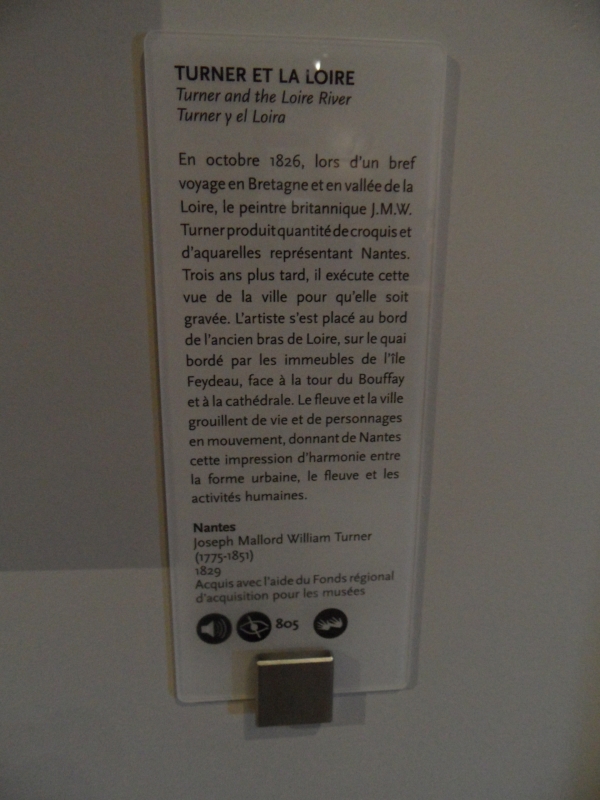 TURNER ET LA LOIRE
Turner and the Loire River
Turner y el Loira
En octobre 1826, lors d'un bref
voyage en Bretagne et en vallée de la
Loire, le peintre britannique J.M.W.
Turner produit quantité de croquis et
d'aquarelles représentant Nantes.
Trois ans plus tard, il exécute cette
vue de la ville pour qu'elle soit
gravée. L'artiste s'est placé au bord
de l'ancien bras de Loire, sur le quai
bordé par les immeubles de l'île
Feydeau, face à la tour du Bouffay
et à la cathédrale. Le fleuve et la ville
grouillent de vie et de personnages
en mouvement, donnant de Nantes
cette impression d'harmonie entre
la forme urbaine, le fleuve et les
activités humaines.
Nantes
Joseph Mallord William Turner
(1775-1851)
1829
Acquis avec l'aide du Fonds régional
d'acquisition pour les musées
805